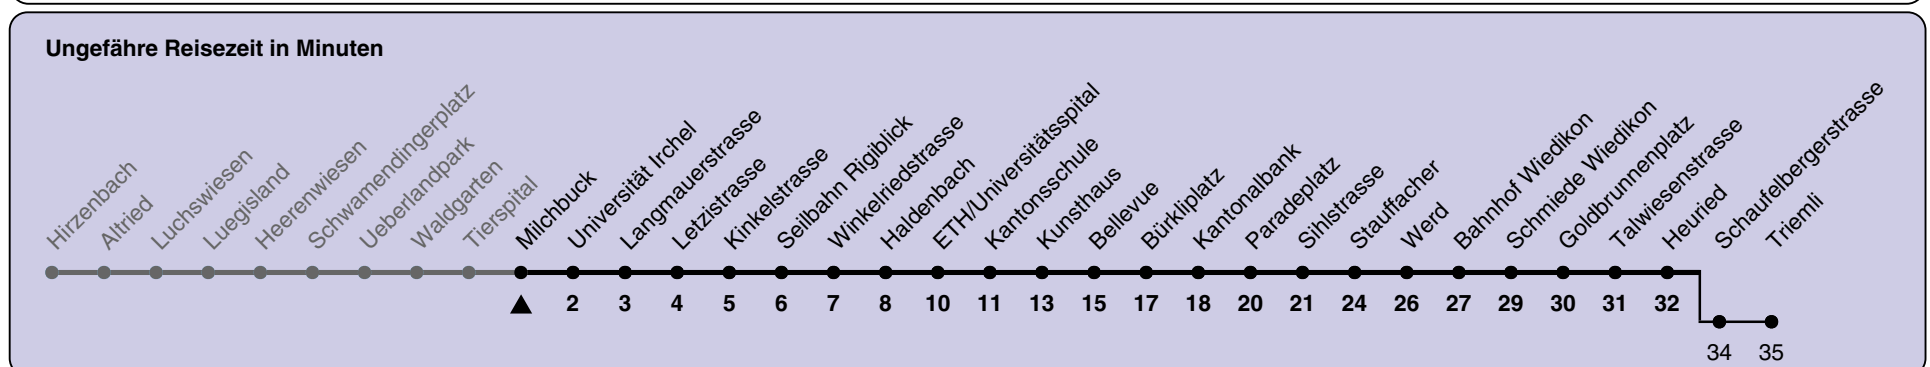 Ungefähre Reisezeit in Minuten
Hirzenbach
Altried
Luchswiesen
Luegisland
Heerenwiesen
Schwamendingerplatz
Ueberlandpark
Waldgarten
Tierspital
Milchbuck
Universität Irchel
Langmauerstrasse
Letzistrasse
Kinkelstrasse
Seilbahn Rigiblick
Winkelriedstrasse
Haldenbach
ETH/Universitätsspital
Kantonsschule
Kunsthaus
Bellevue
Bürkliplatz
Kantonalbank
Paradeplatz
Sihlstrasse
Stauffacher
Werd
Bahnhof Wiedikon
Schmiede Wiedikon
Goldbrunnenplatz
Talwiesenstrasse
Heuried
Schaufelbergerstrasse
Triemli
2 3 4 5 6 7 8 10 11 13 15 17 18 20 21 24 26 27 29 30 31 32
34 35